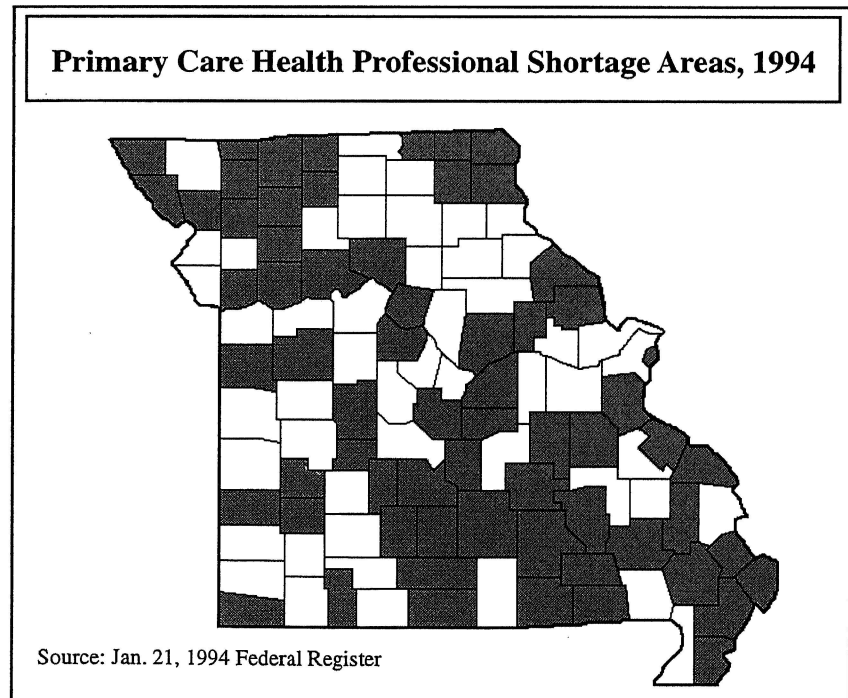 Primary Care Health Professional Shortage Areas, 1994
Source: Jan. 21, 1994 Federal Register